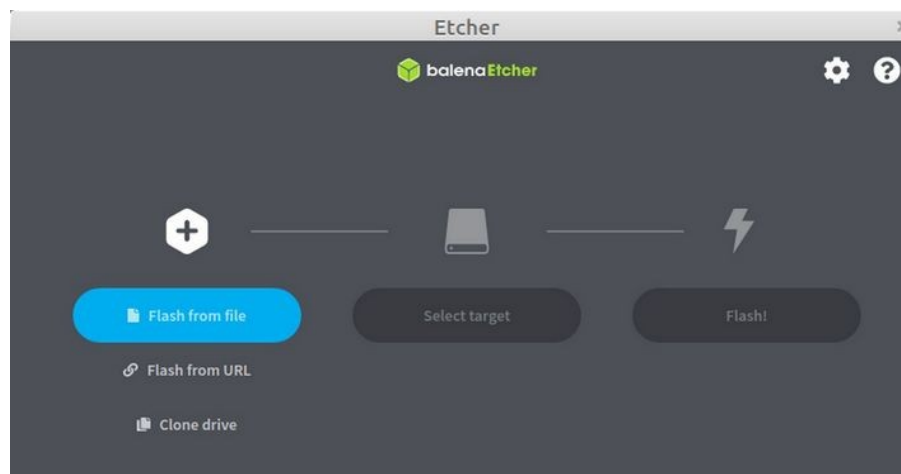 Etcher
balenaEtcher
Flash from file
Select target
Flash!
Flash from URL
Clone drive